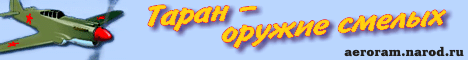 Таран –
оружие смелых
aeroram.narod.ru